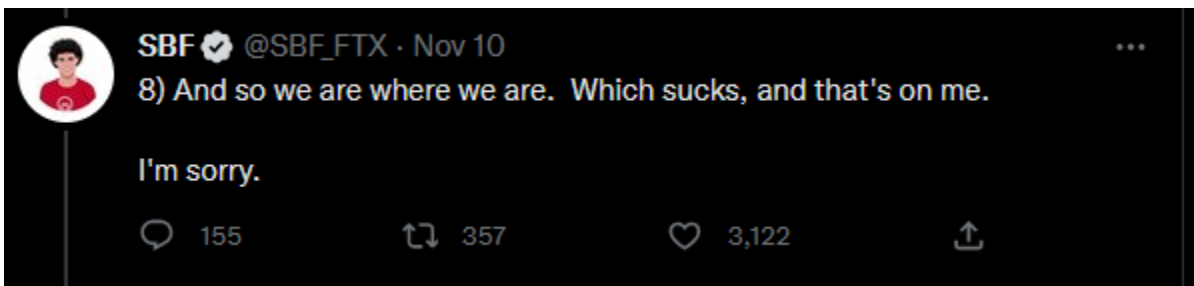 SBF @SBF_FTX · Nov 10
8) And so we are where we are.  Which sucks, and that's on me.
I'm sorry.
155 357 3,122